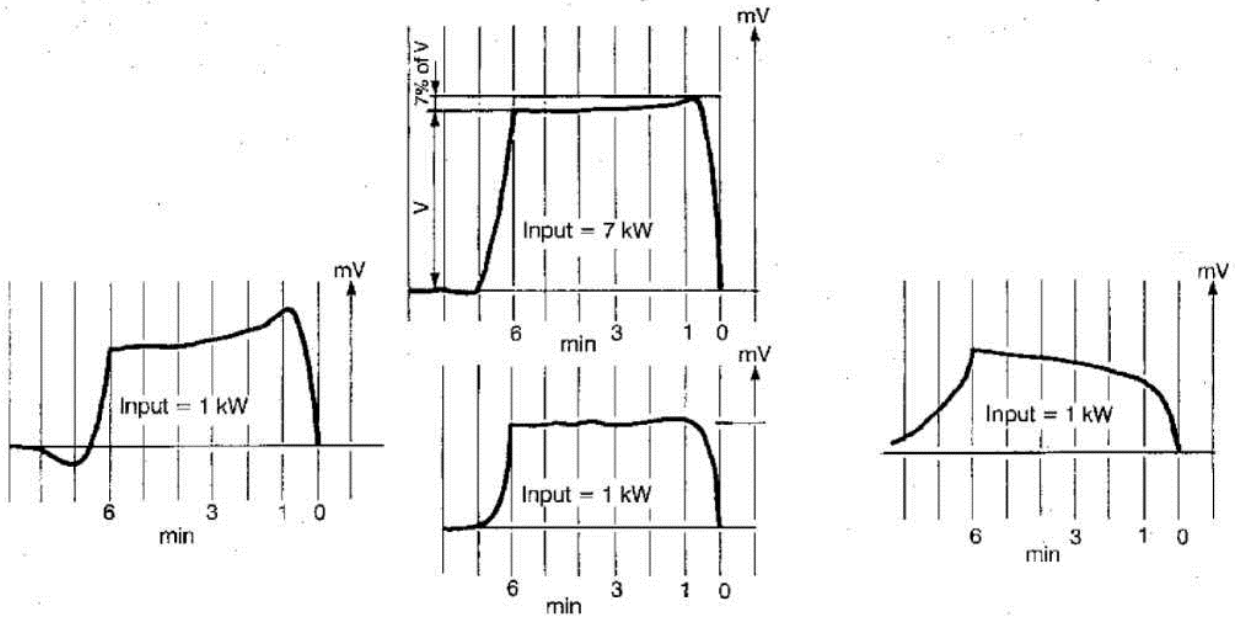 mV
7% of V
V
Input = 7 kW
6 3 1 0
min
mV
Input = 1 kW
6 3 1 0
min
mV
Input = 1 kW
6 3 1 0
min
mV
Input = 1 kW
6 3 1 0
min